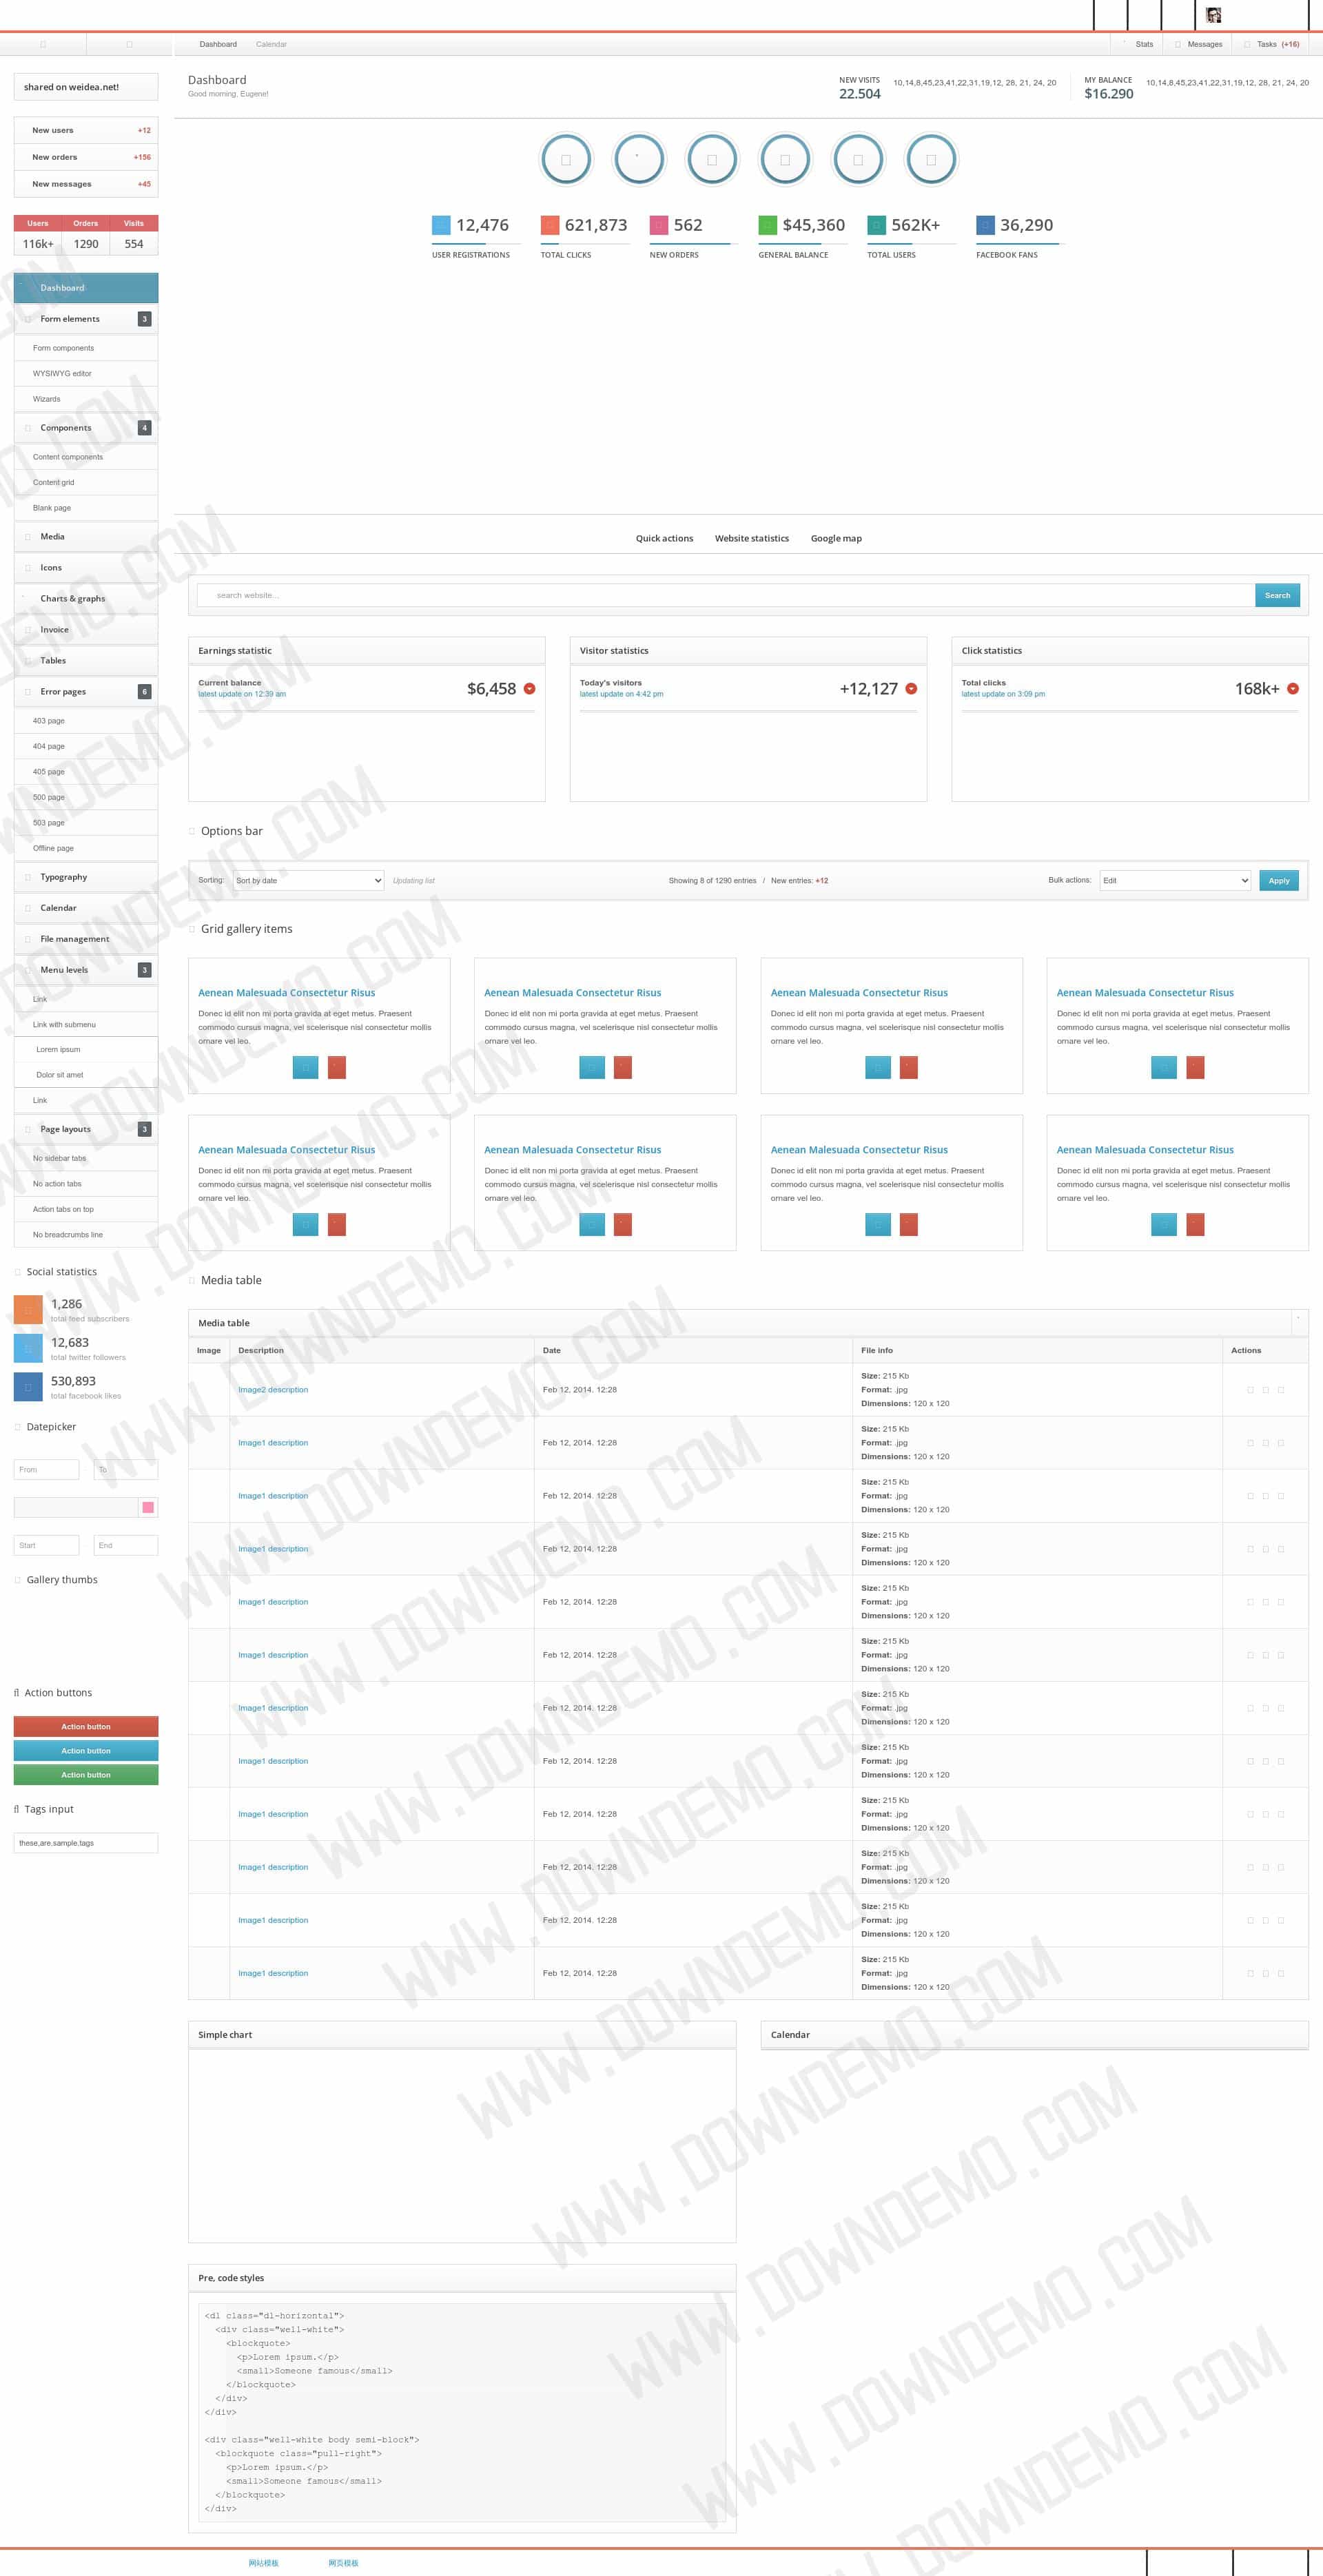 Dashboard Calendar Stats Messages Tasks (+16)
shared on weidea.net!
New users +12
New orders +156
New messages +45
Users Orders Visits
116k+ 1290 554
Dashboard
Form elements 3
Form components
WYSIWYG editor
Wizards
Components 4
Content components
Content grid
Blank page
Media
Icons
Charts & graphs
Invoice
Tables
Error pages 6
403 page
404 page
405 page
500 page
503 page
Offline page
Typography
Calendar
File management
Menu levels 3
Link
Link with submenu
Lorem ipsum
Dolor sit amet
Link
Page layouts 3
No sidebar tabs
No action tabs
Action tabs on top
No breadcrumbs line
Social statistics
1,286
total feed subscribers
12,683
total twitter followers
530,893
total facebook likes
Datepicker
From To
Start End
Gallery thumbs
Action buttons
Action button
Action button
Action button
Tags input
these,are,sample,tags
Dashboard
Good morning, Eugene!
NEW VISITS
22.504
10,14,8,45,23,41,22,31,19,12, 28, 21, 24, 20
MY BALANCE
$16.290
10,14,8,45,23,41,22,31,19,12, 28, 21, 24, 20
12,476 621,873 562 $45,360 562K+ 36,290
USER REGISTRATIONS TOTAL CLICKS NEW ORDERS GENERAL BALANCE TOTAL USERS FACEBOOK FANS
Quick actions Website statistics Google map
search website... Search
Earnings statistic
Current balance
latest update on 12:39 am
$6,458
Visitor statistics
Today's visitors
latest update on 4:42 pm
+12,127
Click statistics
Total clicks
latest update on 3:09 pm
168k+
Options bar
Sorting: Sort by date Updating list Showing 8 of 1290 entries / New entries: +12 Bulk actions: Edit Apply
Grid gallery items
Aenean Malesuada Consectetur Risus
Donec id elit non mi porta gravida at eget metus. Praesent
commodo cursus magna, vel scelerisque nisl consectetur mollis
ornare vel leo.
Aenean Malesuada Consectetur Risus
Donec id elit non mi porta gravida at eget metus. Praesent
commodo cursus magna, vel scelerisque nisl consectetur mollis
ornare vel leo.
Aenean Malesuada Consectetur Risus
Donec id elit non mi porta gravida at eget metus. Praesent
commodo cursus magna, vel scelerisque nisl consectetur mollis
ornare vel leo.
Aenean Malesuada Consectetur Risus
Donec id elit non mi porta gravida at eget metus. Praesent
commodo cursus magna, vel scelerisque nisl consectetur mollis
ornare vel leo.
Aenean Malesuada Consectetur Risus
Donec id elit non mi porta gravida at eget metus. Praesent
commodo cursus magna, vel scelerisque nisl consectetur mollis
ornare vel leo.
Aenean Malesuada Consectetur Risus
Donec id elit non mi porta gravida at eget metus. Praesent
commodo cursus magna, vel scelerisque nisl consectetur mollis
ornare vel leo.
Aenean Malesuada Consectetur Risus
Donec id elit non mi porta gravida at eget metus. Praesent
commodo cursus magna, vel scelerisque nisl consectetur mollis
ornare vel leo.
Aenean Malesuada Consectetur Risus
Donec id elit non mi porta gravida at eget metus. Praesent
commodo cursus magna, vel scelerisque nisl consectetur mollis
ornare vel leo.
Media table
Media table
Image Description Date File info Actions
Size: 215 Kb
Image2 description Feb 12, 2014. 12:28 Format: .jpg
Dimensions: 120 x 120
Size: 215 Kb
Image1 description Feb 12, 2014. 12:28 Format: .jpg
Dimensions: 120 x 120
Size: 215 Kb
Image1 description Feb 12, 2014. 12:28 Format: .jpg
Dimensions: 120 x 120
Size: 215 Kb
Image1 description Feb 12, 2014. 12:28 Format: .jpg
Dimensions: 120 x 120
Size: 215 Kb
Image1 description Feb 12, 2014. 12:28 Format: .jpg
Dimensions: 120 x 120
Size: 215 Kb
Image1 description Feb 12, 2014. 12:28 Format: .jpg
Dimensions: 120 x 120
Size: 215 Kb
Image1 description Feb 12, 2014. 12:28 Format: .jpg
Dimensions: 120 x 120
Size: 215 Kb
Image1 description Feb 12, 2014. 12:28 Format: .jpg
Dimensions: 120 x 120
Size: 215 Kb
Image1 description Feb 12, 2014. 12:28 Format: .jpg
Dimensions: 120 x 120
Size: 215 Kb
Image1 description Feb 12, 2014. 12:28 Format: .jpg
Dimensions: 120 x 120
Size: 215 Kb
Image1 description Feb 12, 2014. 12:28 Format: .jpg
Dimensions: 120 x 120
Size: 215 Kb
Image1 description Feb 12, 2014. 12:28 Format: .jpg
Dimensions: 120 x 120
Simple chart
Calendar
Pre, code styles
<dl class="dl-horizontal">
  <div class="well-white">
    <blockquote>
      <p>Lorem ipsum.</p>
      <small>Someone famous</small>
    </blockquote>
  </div>
</div>
<div class="well-white body semi-block">
  <blockquote class="pull-right">
    <p>Lorem ipsum.</p>
    <small>Someone famous</small>
  </blockquote>
</div>
网站模板 网页模板
WWW.DOWNDEMO.COM